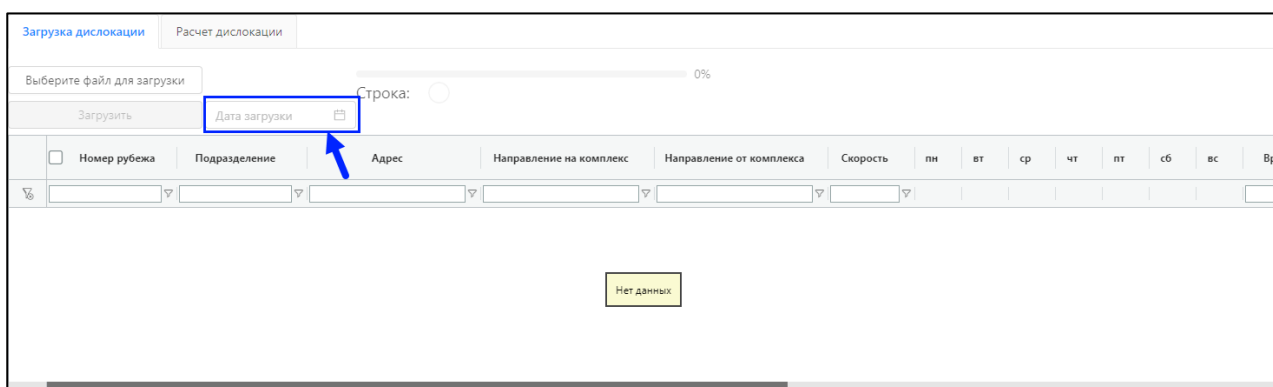 Загрузка дислокации Расчет дислокации
Выберите файл для загрузки 0%
Строка:
Загрузить Дата загрузки
Номер рубежа Подразделение Адрес Направление на комплекс Направление от комплекса Скорость пн вт ср чт пт сб вс
Нет данных